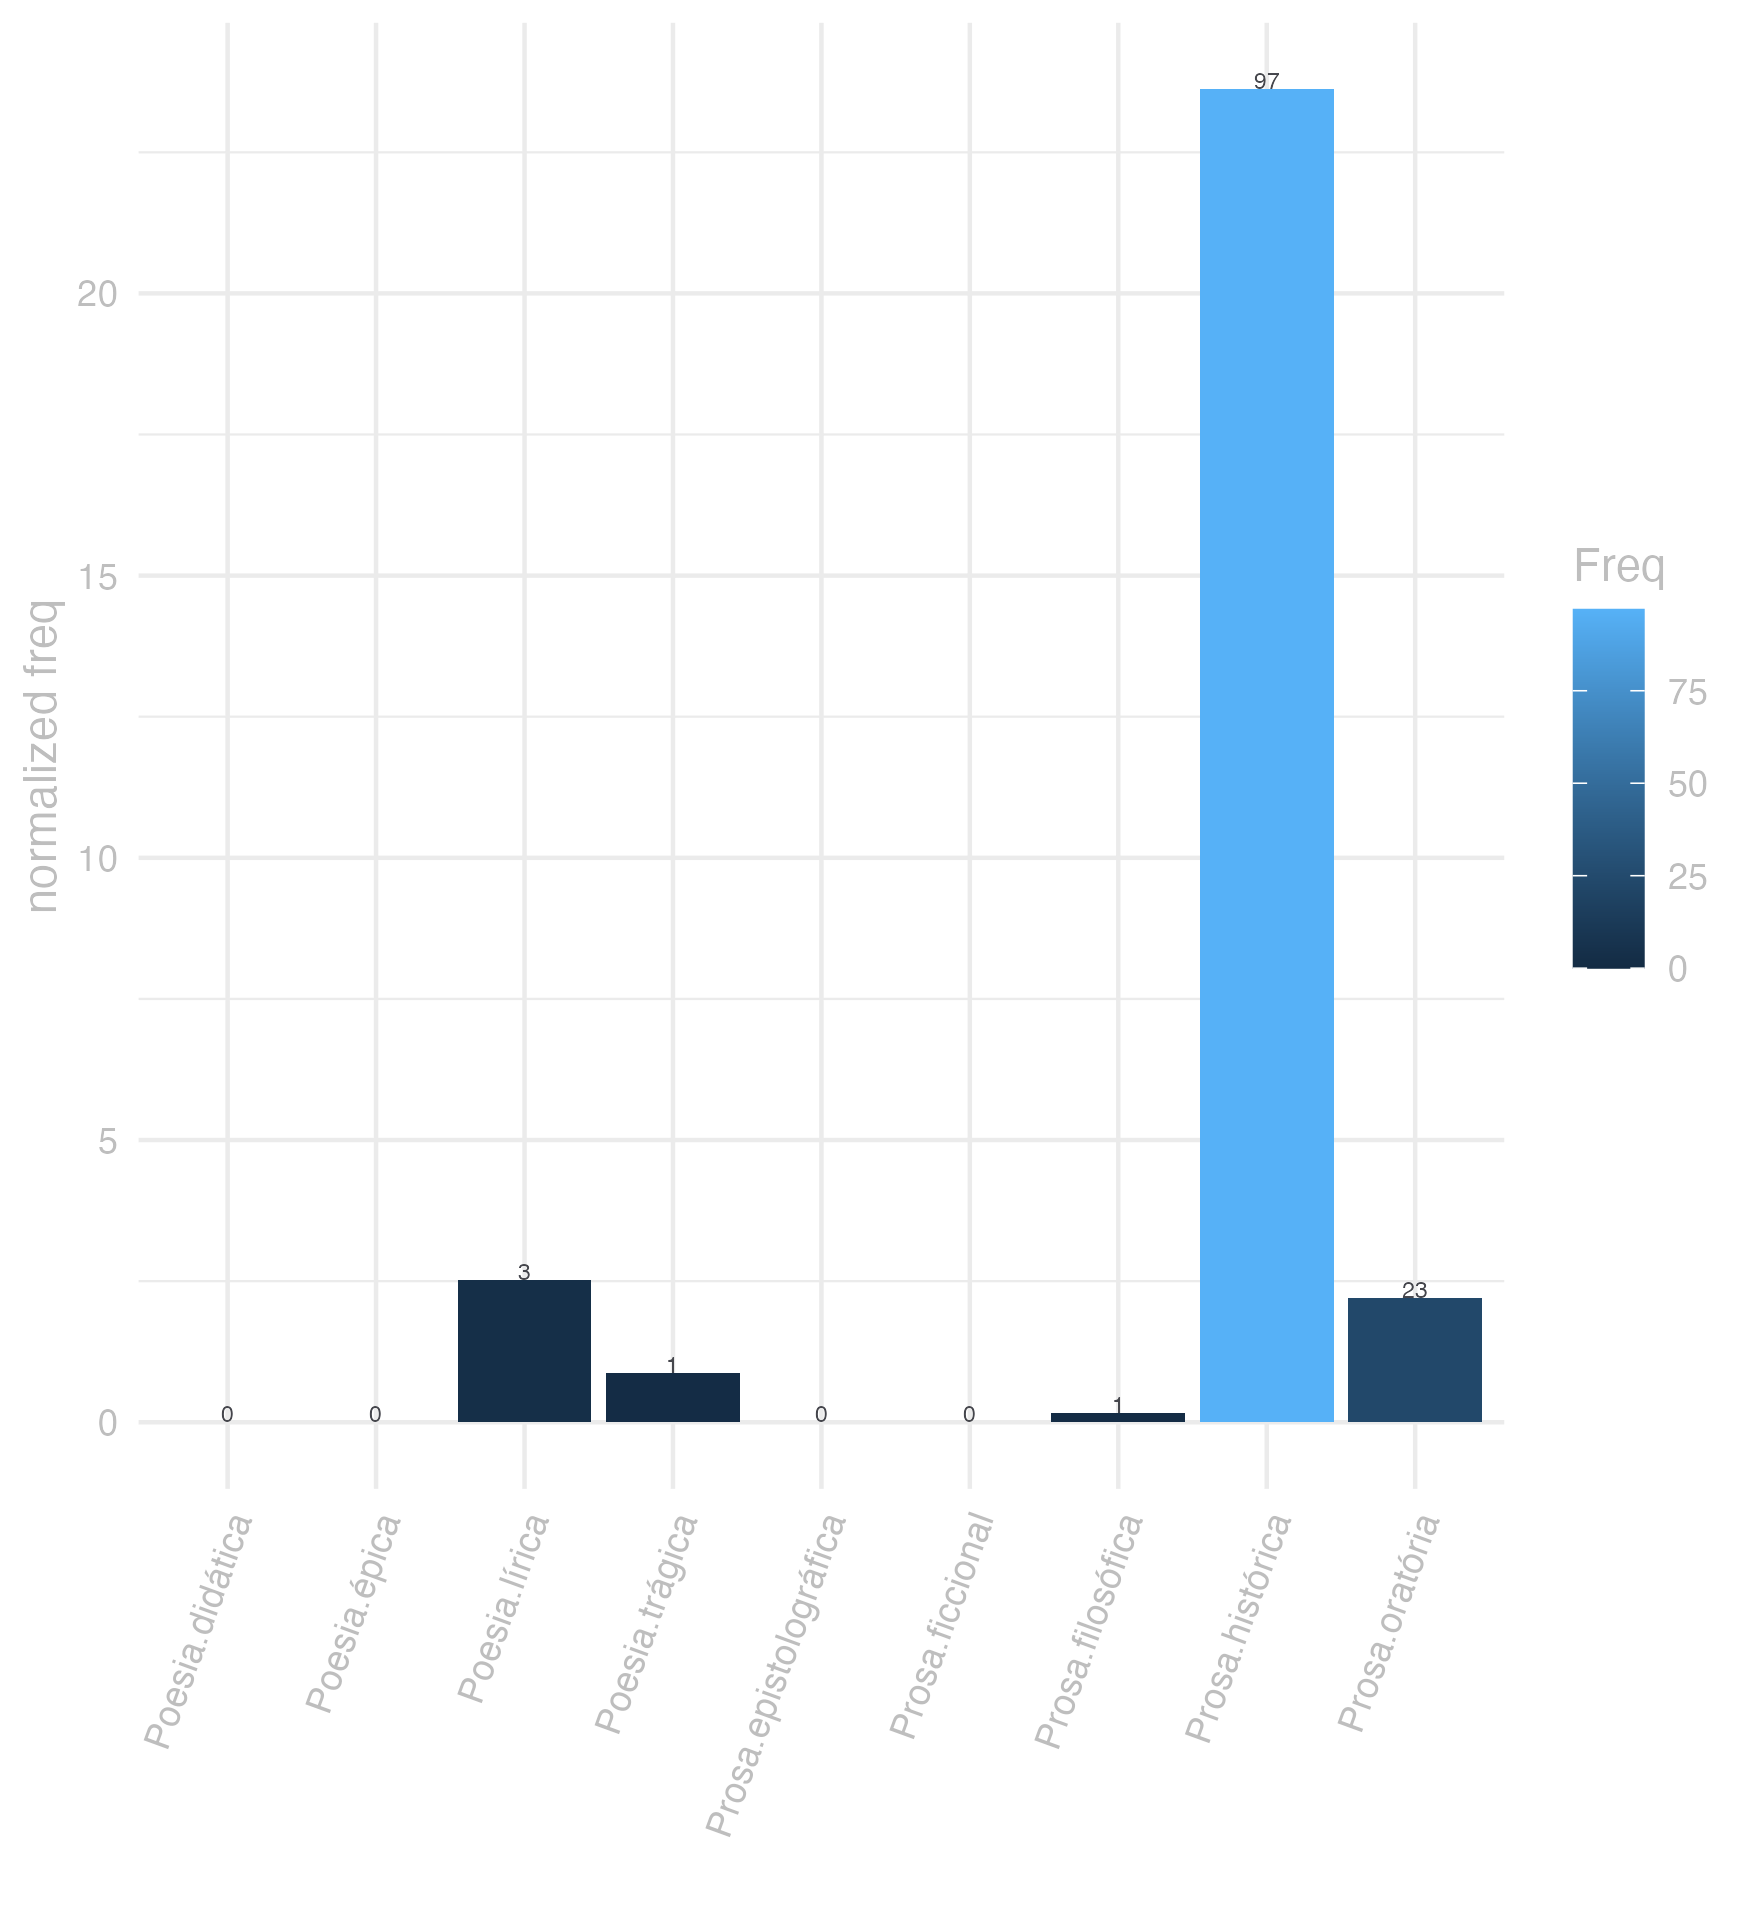 97
20
15
10
5
0
normalized freq
Freq
75
50
25
0
3
23
1
1
0
0
0
0
Poesia.didática
Poesia.épica
Poesia.lírica
Poesia.trágica
Prosa.epistolográfica
Prosa.ficcional
Prosa.filosófica
Prosa.histórica
Prosa.oratória